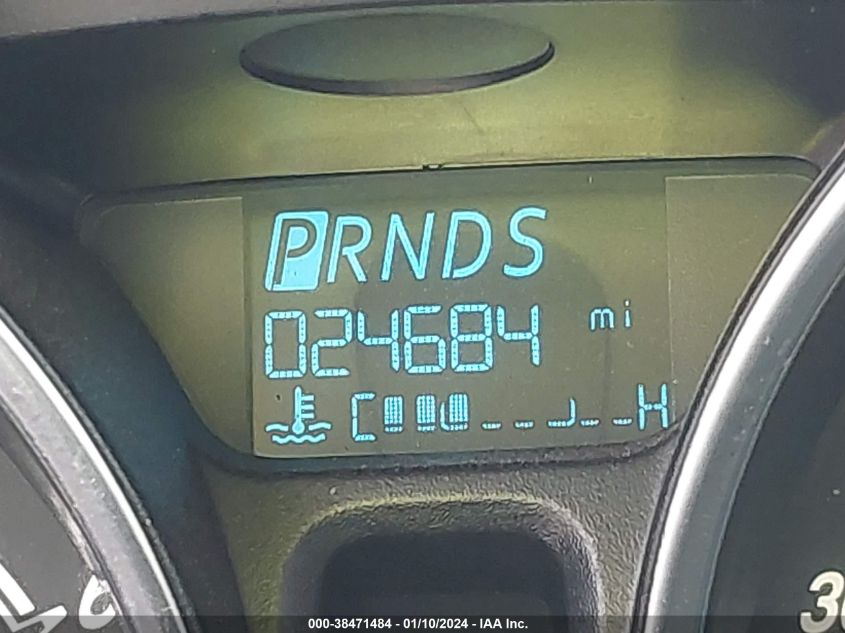 PRNDS
024684 mi
C H
000-38471484 - 01/10/2024 - IAA Inc.